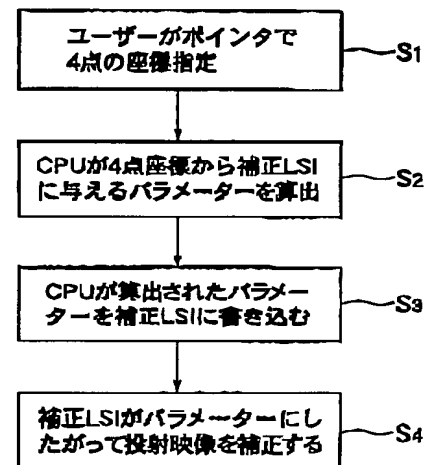 ユーザーがポインタで
4点の座標指定
S1
CPUが4点座標から補正LSI
に与えるパラメーターを算出
S2
CPUが算出されたパラメー
ターを補正LSIに書き込む
S3
補正LSIがパラメーターにし
たがって投射映像を補正する
S4